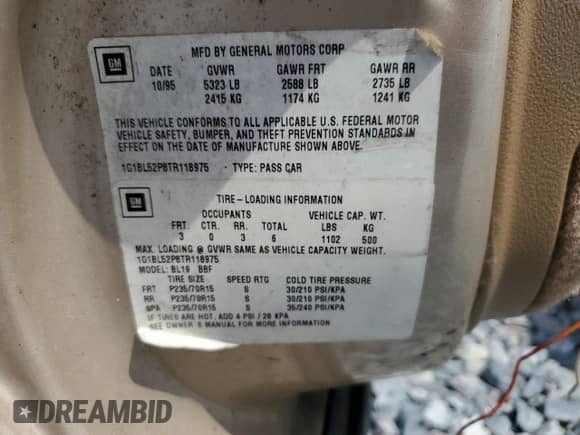 GM
MFD BY GENERAL MOTORS CORP
DATE GVWR GAWR FRT GAWR RR
10/95 5323 LB 2588 LB 2735 LB
2415 KG 1174 KG 1241 KG
THIS VEHICLE CONFORMS TO ALL APPLICABLE U.S. FEDERAL MOTOR
VEHICLE SAFETY, BUMPER, AND THEFT PREVENTION STANDARDS IN
EFFECT ON THE DATE OF MANUFACTURE SHOWN ABOVE.
1G1BL52P8TR118975 - TYPE: PASS CAR
GM
TIRE-LOADING INFORMATION
OCCUPANTS VEHICLE CAP. WT.
FRT. CTR. RR. TOTAL LBS KG
3 0 3 6 1102 500
MAX. LOADING @ GVWR SAME AS VEHICLE CAPACITY WEIGHT.
1G1BL52P8TR118975
MODEL: BL19 BBF
TIRE SIZE SPEED RTG COLD TIRE PRESSURE
FRT P235/70R15 S 30/210 PSI/KPA
RR P235/70R15 S 30/210 PSI/KPA
SPA P235/70R15 S 35/240 PSI/KPA
IF TIRES ARE HOT, ADD 4 PSI / 28 KPA
SEE OWNER'S MANUAL FOR MORE INFORMATION
DREAMBID
DREAMBID.COM